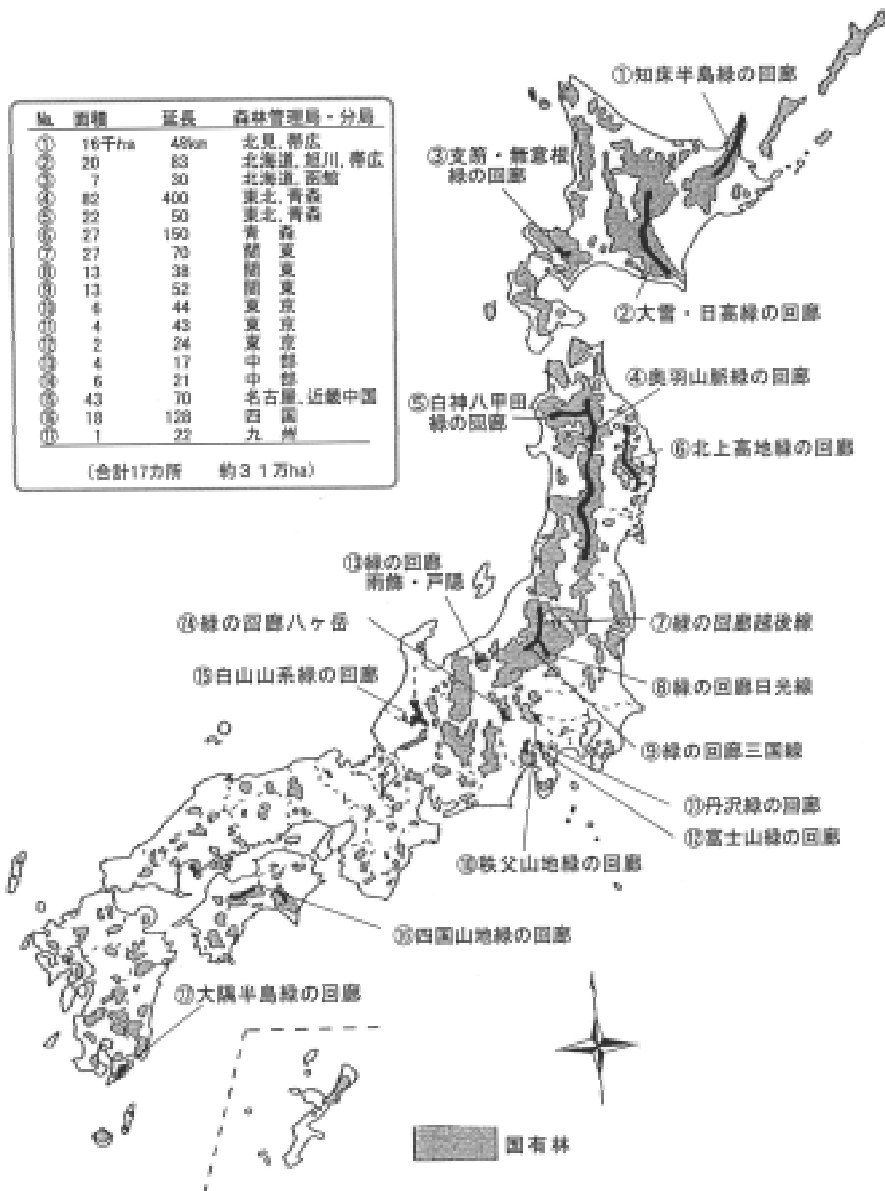 № 面積 延長 森林管理局・分局
① 16千ha 48km 北見,帯広
② 20 83 北海道,旭川,帯広
③ 7 30 北海道,函館
④ 82 400 東北,青森
⑤ 22 50 東北,青森
⑥ 27 150 青 森
⑦ 27 70 関 東
⑧ 13 38 関 東
⑨ 13 52 関 東
⑩ 6 44 東 京
⑪ 4 43 東 京
⑫ 2 24 東 京
⑬ 4 17 中 部
⑭ 6 21 中 部
⑮ 43 70 名古屋,近畿中国
⑯ 18 128 四 国
⑰ 1 22 九 州
(合計17カ所 約31万ha)
①知床半島緑の回廊
③支笏・無意根
緑の回廊
②大雪・日高緑の回廊
④奥羽山脈緑の回廊
⑤白神八甲田
緑の回廊
⑥北上高地緑の回廊
⑬緑の回廊
雨飾・戸隠
⑭緑の回廊八ヶ岳
⑦緑の回廊越後線
⑮白山山系緑の回廊
⑧緑の回廊日光線
⑨緑の回廊三国線
⑪丹沢緑の回廊
⑫富士山緑の回廊
⑩秩父山地緑の回廊
⑯四国山地緑の回廊
⑰大隅半島緑の回廊
国有林